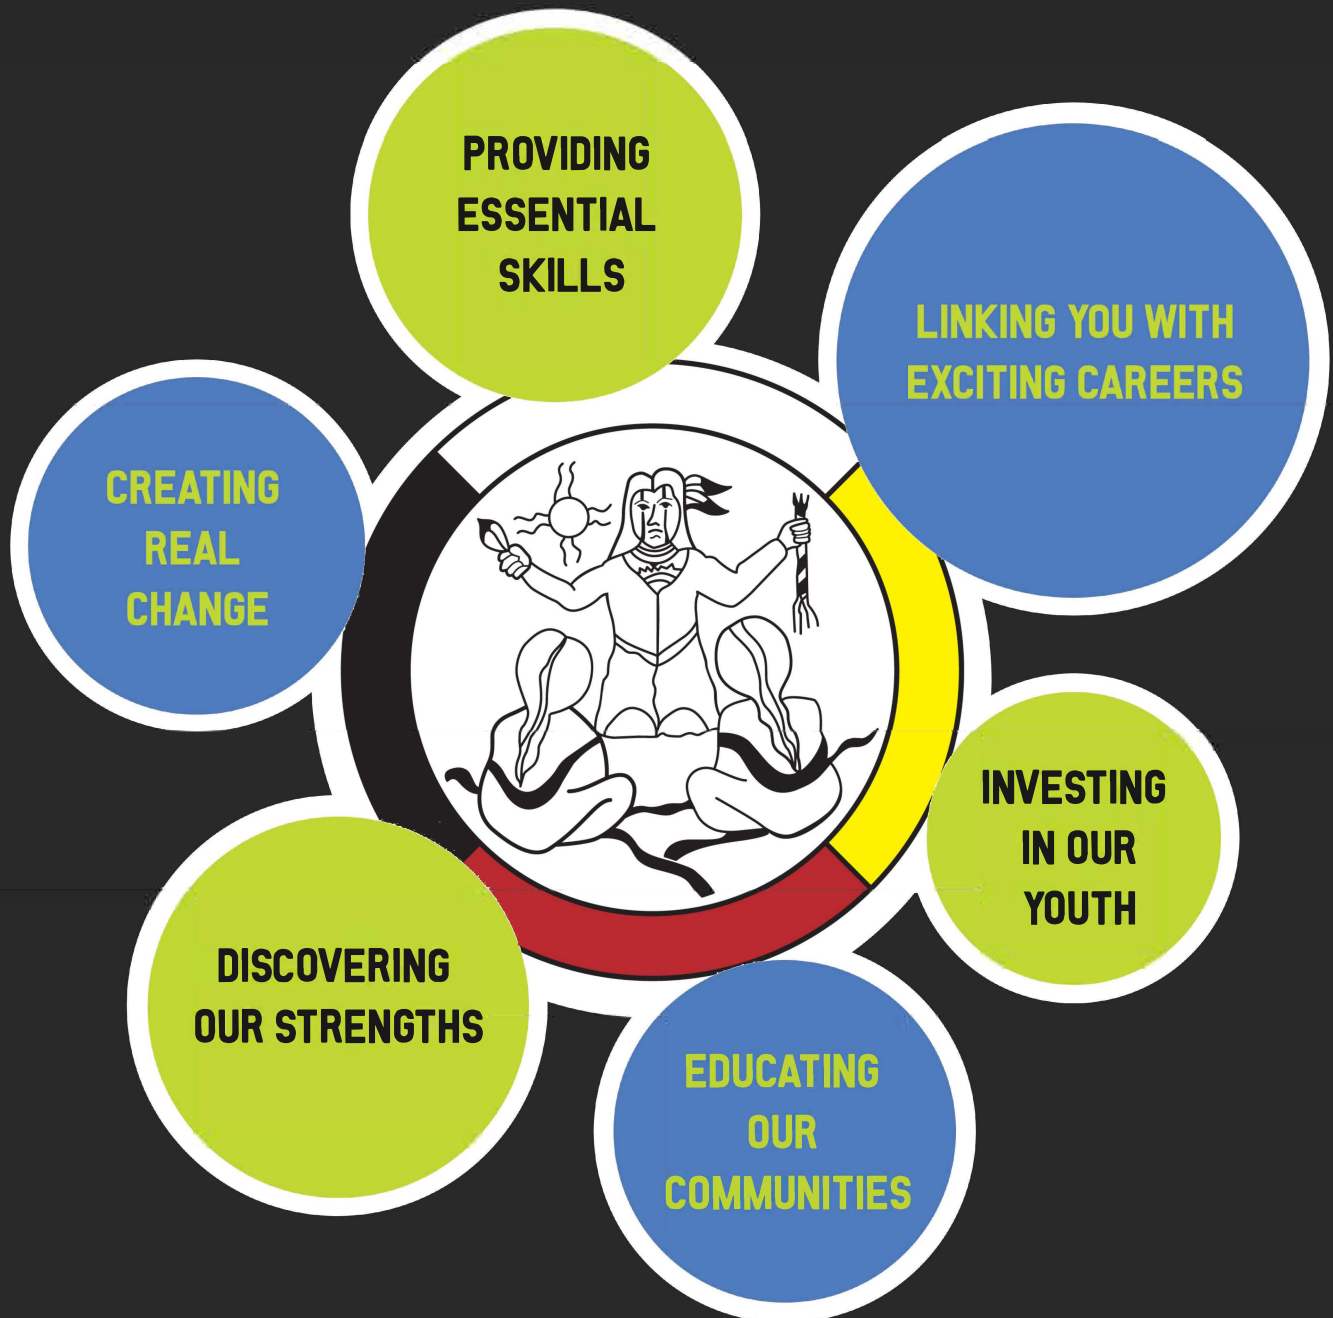 PROVIDING
ESSENTIAL
SKILLS
LINKING YOU WITH
EXCITING CAREERS
CREATING
REAL
CHANGE
INVESTING
IN OUR
YOUTH
DISCOVERING
OUR STRENGTHS
EDUCATING
OUR
COMMUNITIES